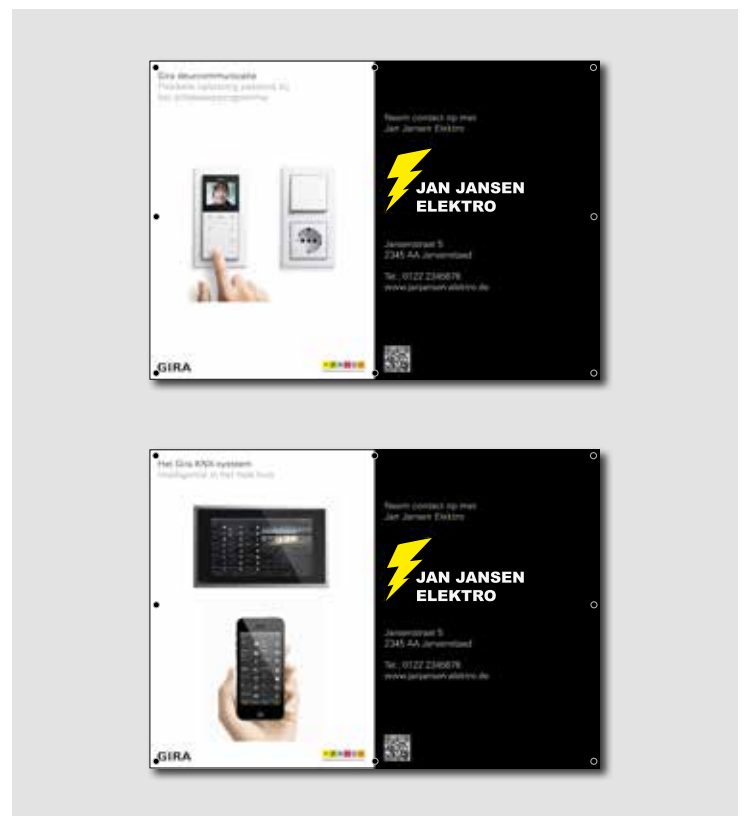 Gira deurcommunicatie
Flexibele oplossing passend bij
het schakelaarprogramma
GIRA
Neem contact op met
Jan Jansen Elektro
JAN JANSEN
ELEKTRO
Jansenstraat 5
2345 AA Jansenstaad
Tel.: 0122 2345678
www.janjansen-elektro.de
Het Gira KNX-systeem
Intelligentie in het hele huis
GIRA
Neem contact op met
Jan Jansen Elektro
JAN JANSEN
ELEKTRO
Jansenstraat 5
2345 AA Jansenstaad
Tel.: 0122 2345678
www.janjansen-elektro.de